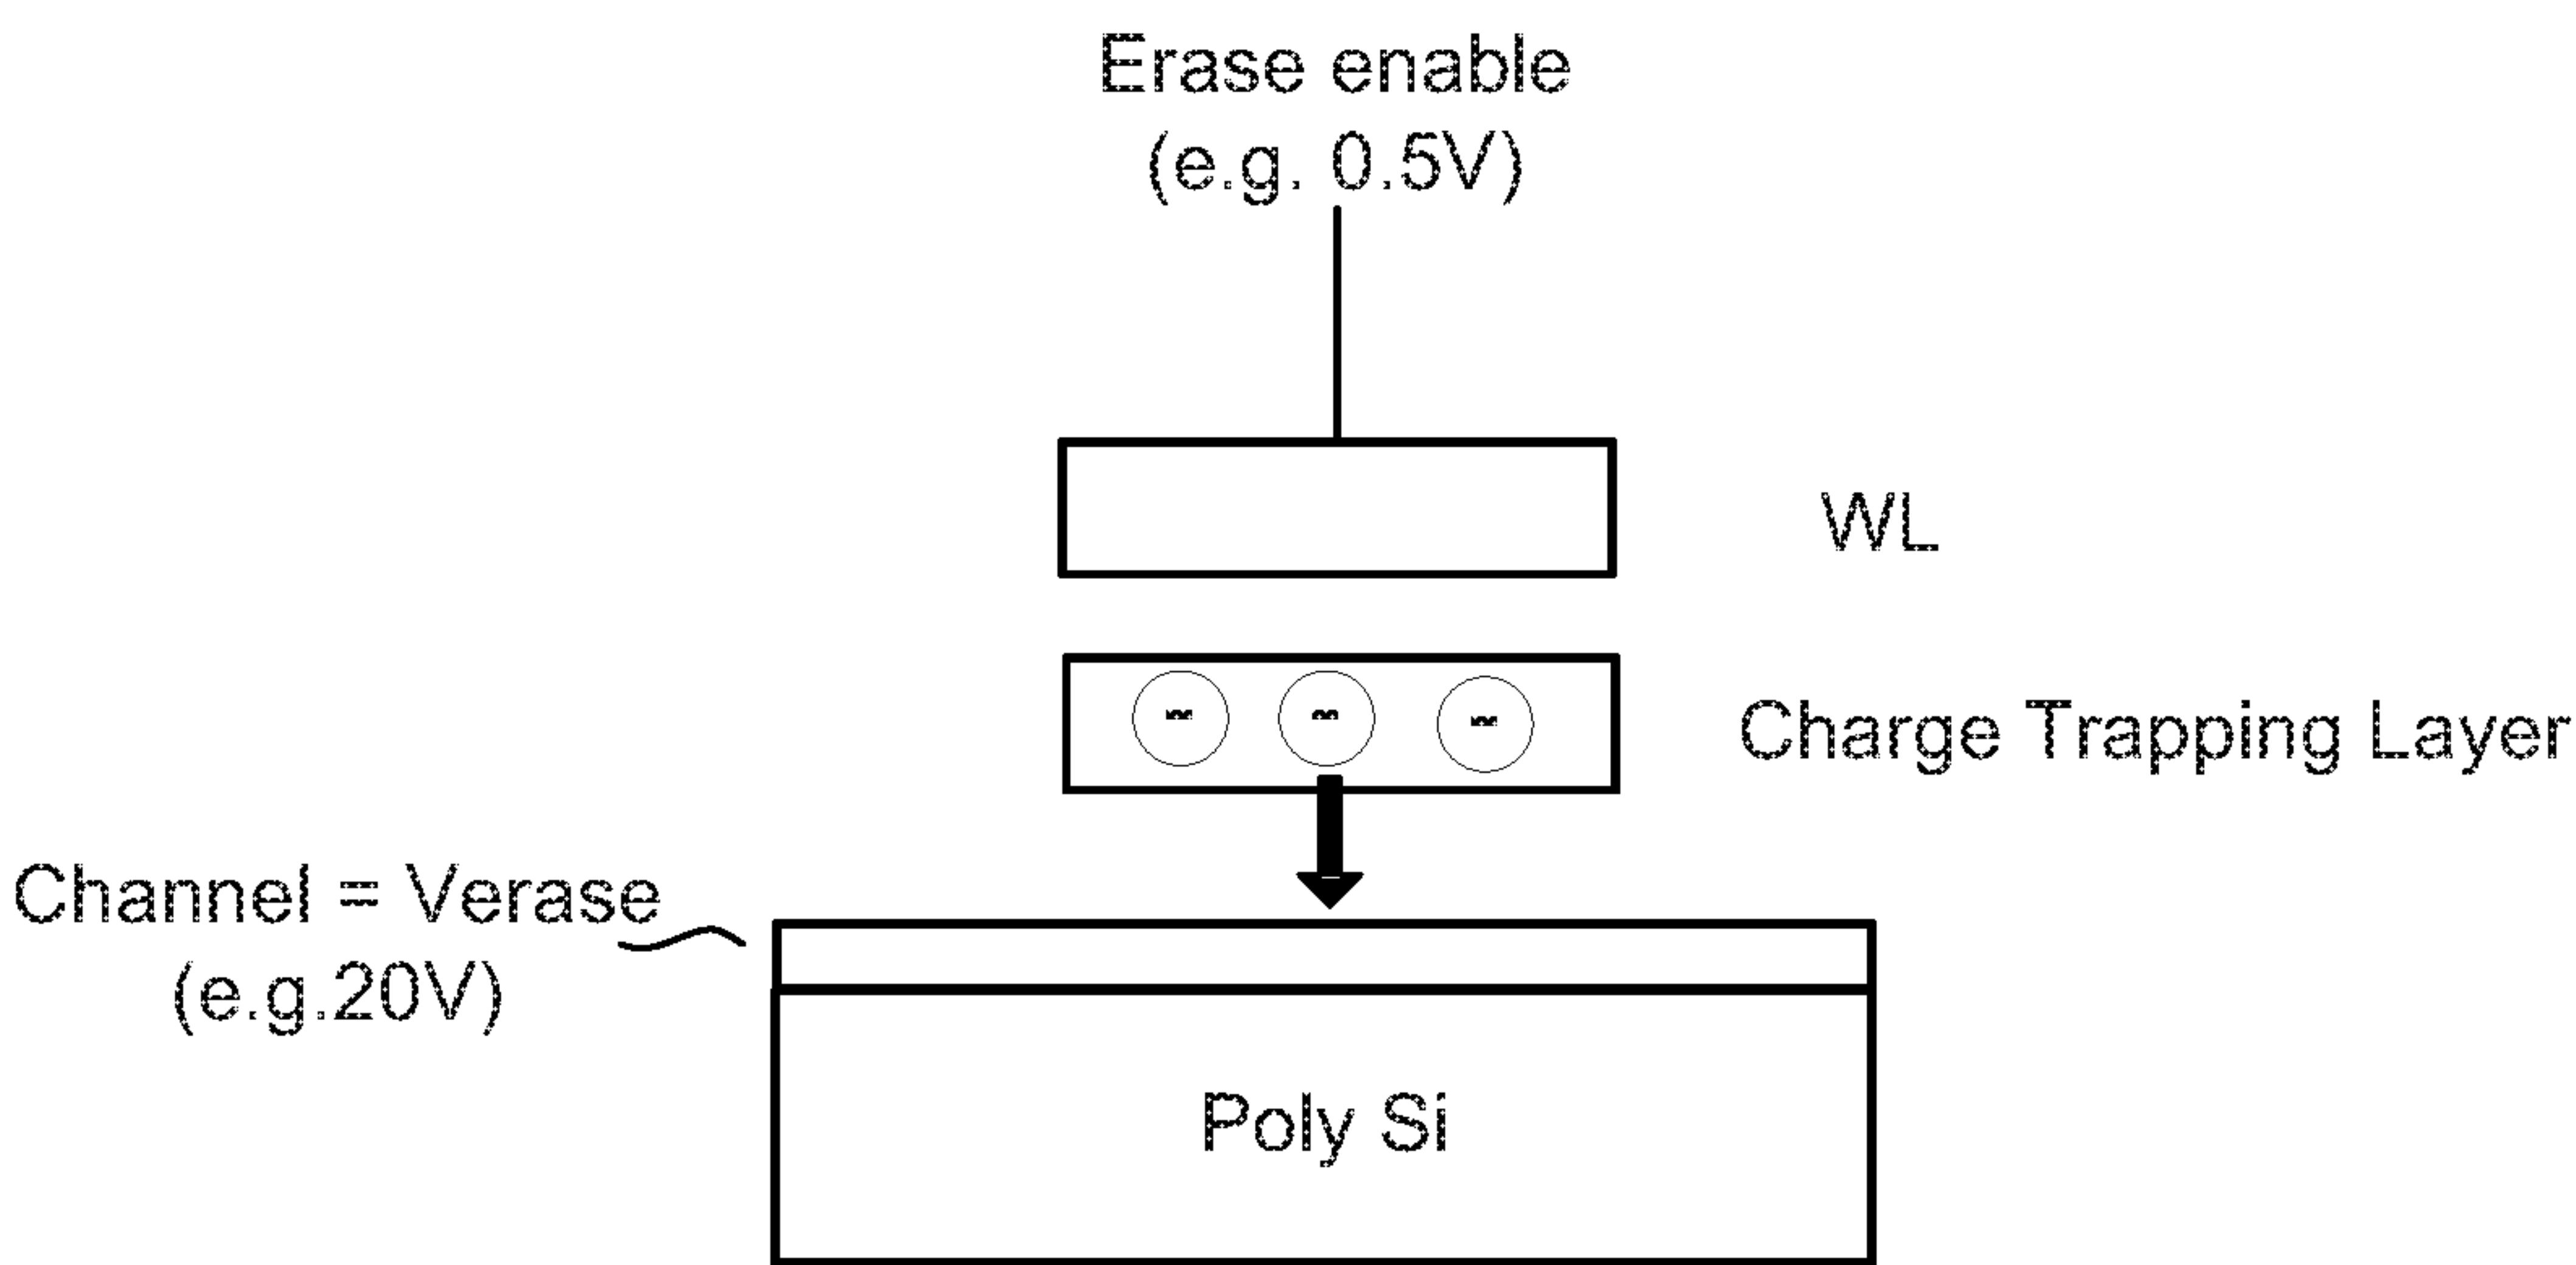 Erase enable
(e.g. 0.5V)
WL
Charge Trapping Layer
Channel = Verase
(e.g.20V)
Poly Si